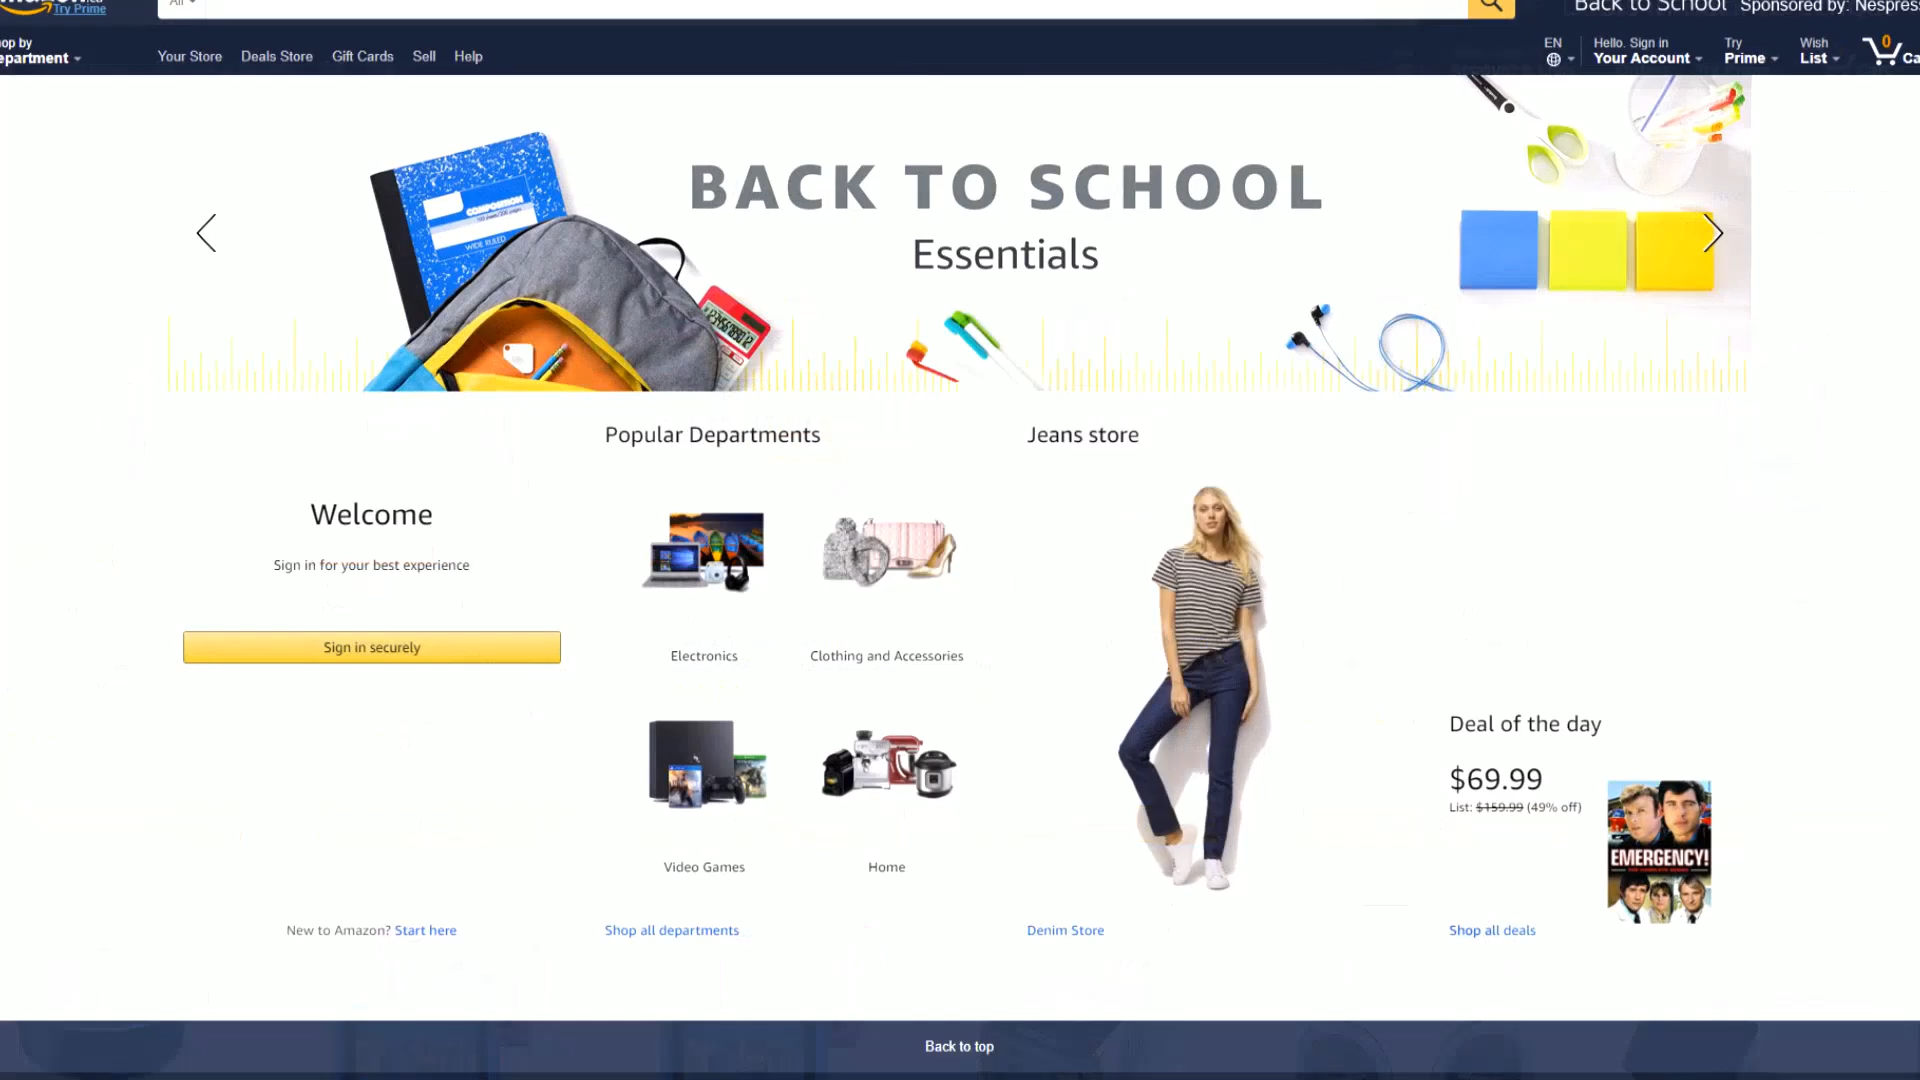 Try Prime
All
Back to School Sponsored by: Nespres
op by
epartment
Your Store Deals Store Gift Cards Sell Help
EN
Hello. Sign in
Your Account
Try
Prime
Wish
List
0
Ca
COMPOSITION
WIDE RULED
BACK TO SCHOOL
Essentials
Popular Departments
Jeans store
Welcome
Sign in for your best experience
Sign in securely
Electronics
Clothing and Accessories
Video Games
Home
Deal of the day
$69.99
List: $159.99 (49% off)
EMERGENCY!
New to Amazon? Start here
Shop all departments
Denim Store
Shop all deals
Back to top